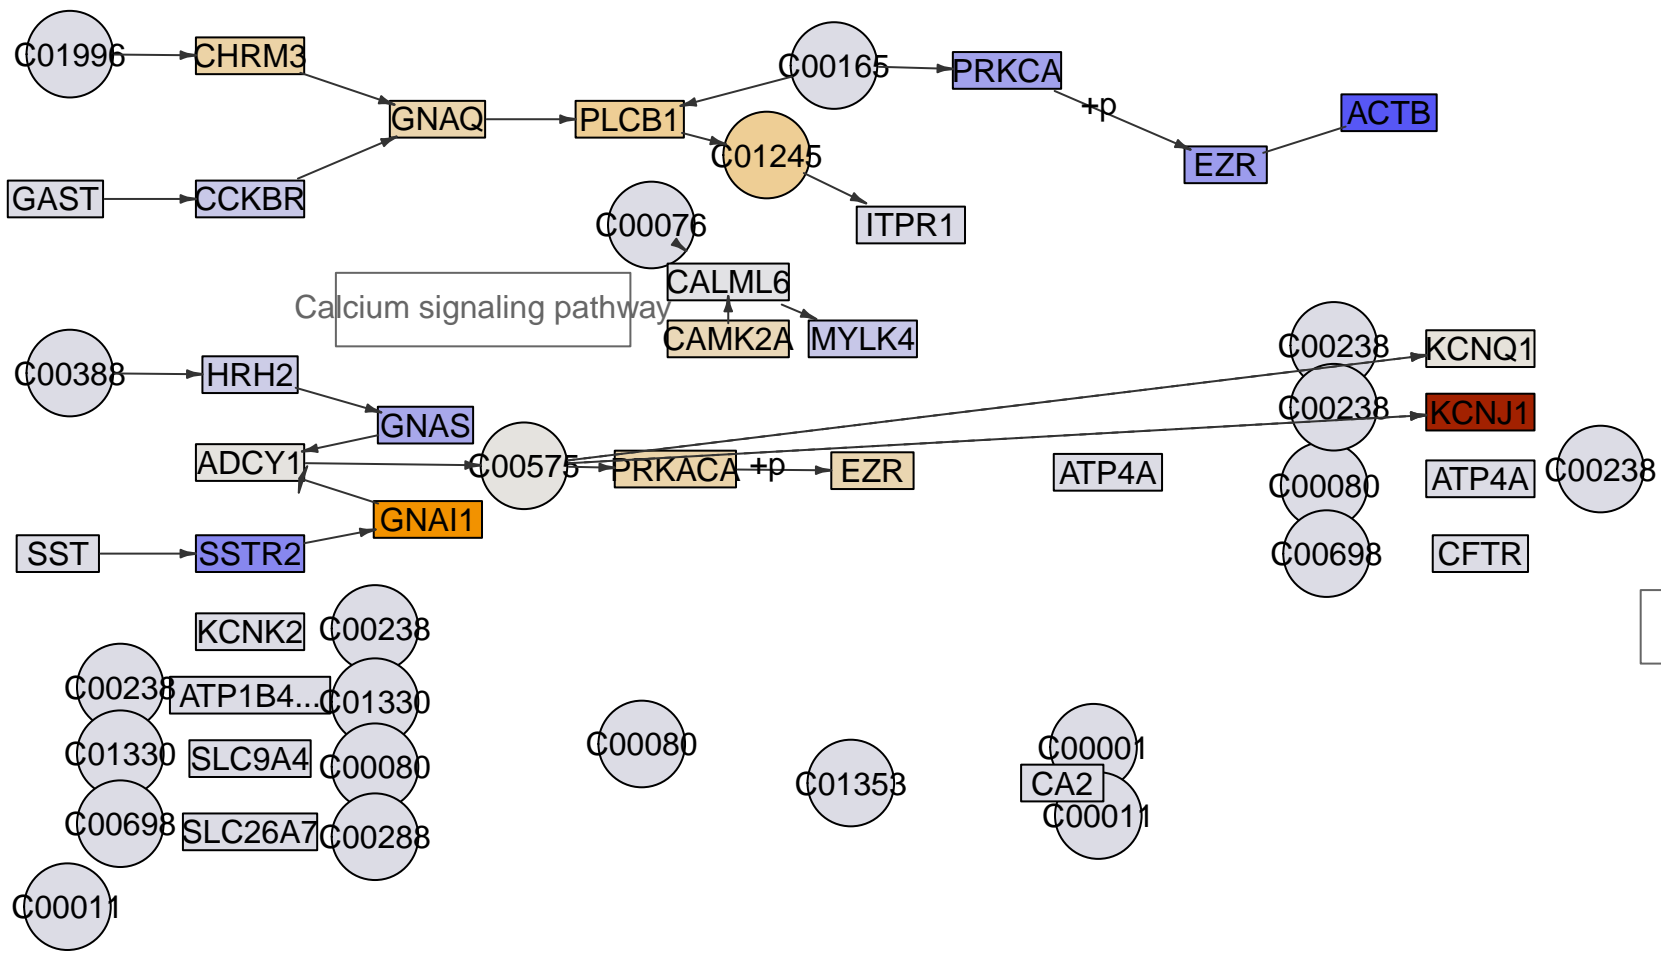 C01996
CHRM3
C00165
PRKCA
+p
ACTB
GNAQ
PLCB1
C01245
EZR
GAST
CCKBR
C00076
ITPR1
CALML6
Calcium signaling pathway
CAMK2A
MYLK4
C00238
KCNQ1
C00388
HRH2
C00238
KCNJ1
GNAS
ADCY1
C00575
PRKACA
+p
EZR
ATP4A
C00080
ATP4A
C00238
GNAI1
SST
SSTR2
C00698
CFTR
KCNK2
C00238
C00238
ATP1B4...
C01330
C01330
SLC9A4
C00080
C00080
C01353
C00001
CA2
C00011
C00698
SLC26A7
C00288
C00011